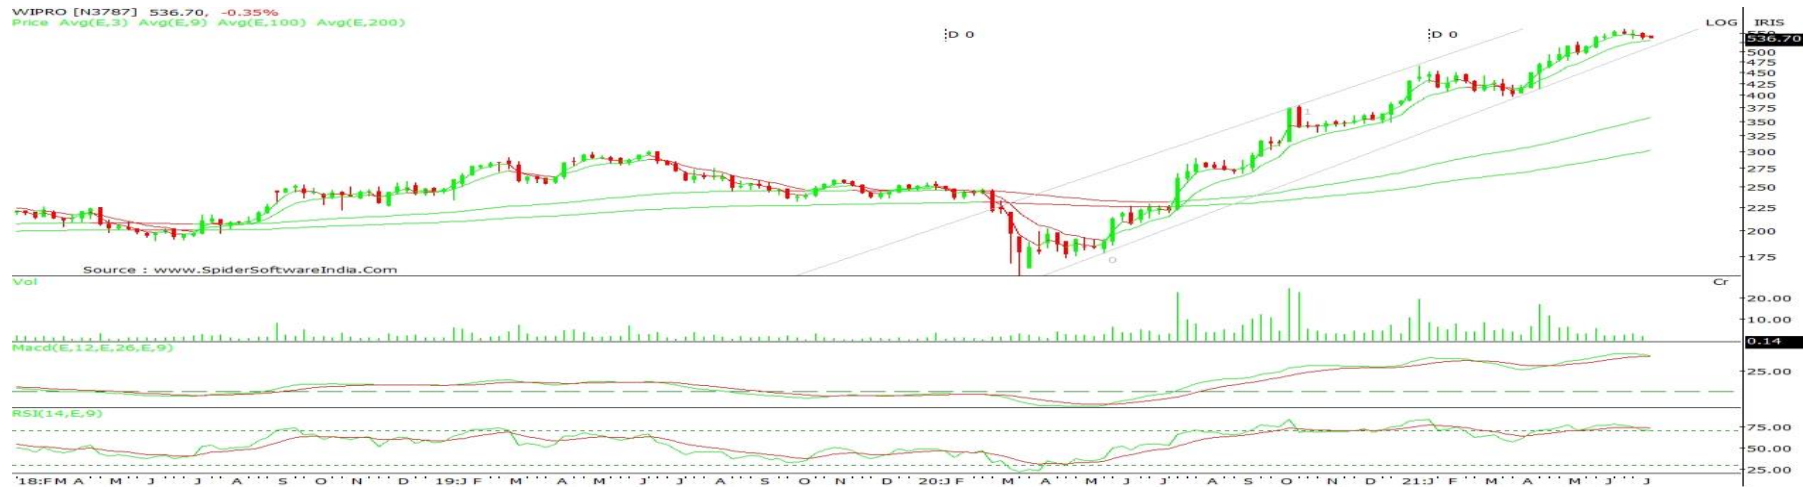 WIPRO [N3787] 536.70, -0.35%
Price Avg(E,3) Avg(E,9) Avg(E,100) Avg(E,200)
LOG IRIS
D 0 D 0
550
536.70
500
475
450
425
400
375
350
325
300
275
250
225
200
175
1
O
Source : www.SpiderSoftwareIndia.Com
Vol Cr
20.00
10.00
0.14
Macd(E,12,E,26,E,9)
25.00
RSI(14,E,9)
75.00
50.00
25.00
'18:FM A M J J A S O N D 19:J F M A M J J A S O N D 20:J F M A M J J A S O N D 21:J F M A M J J